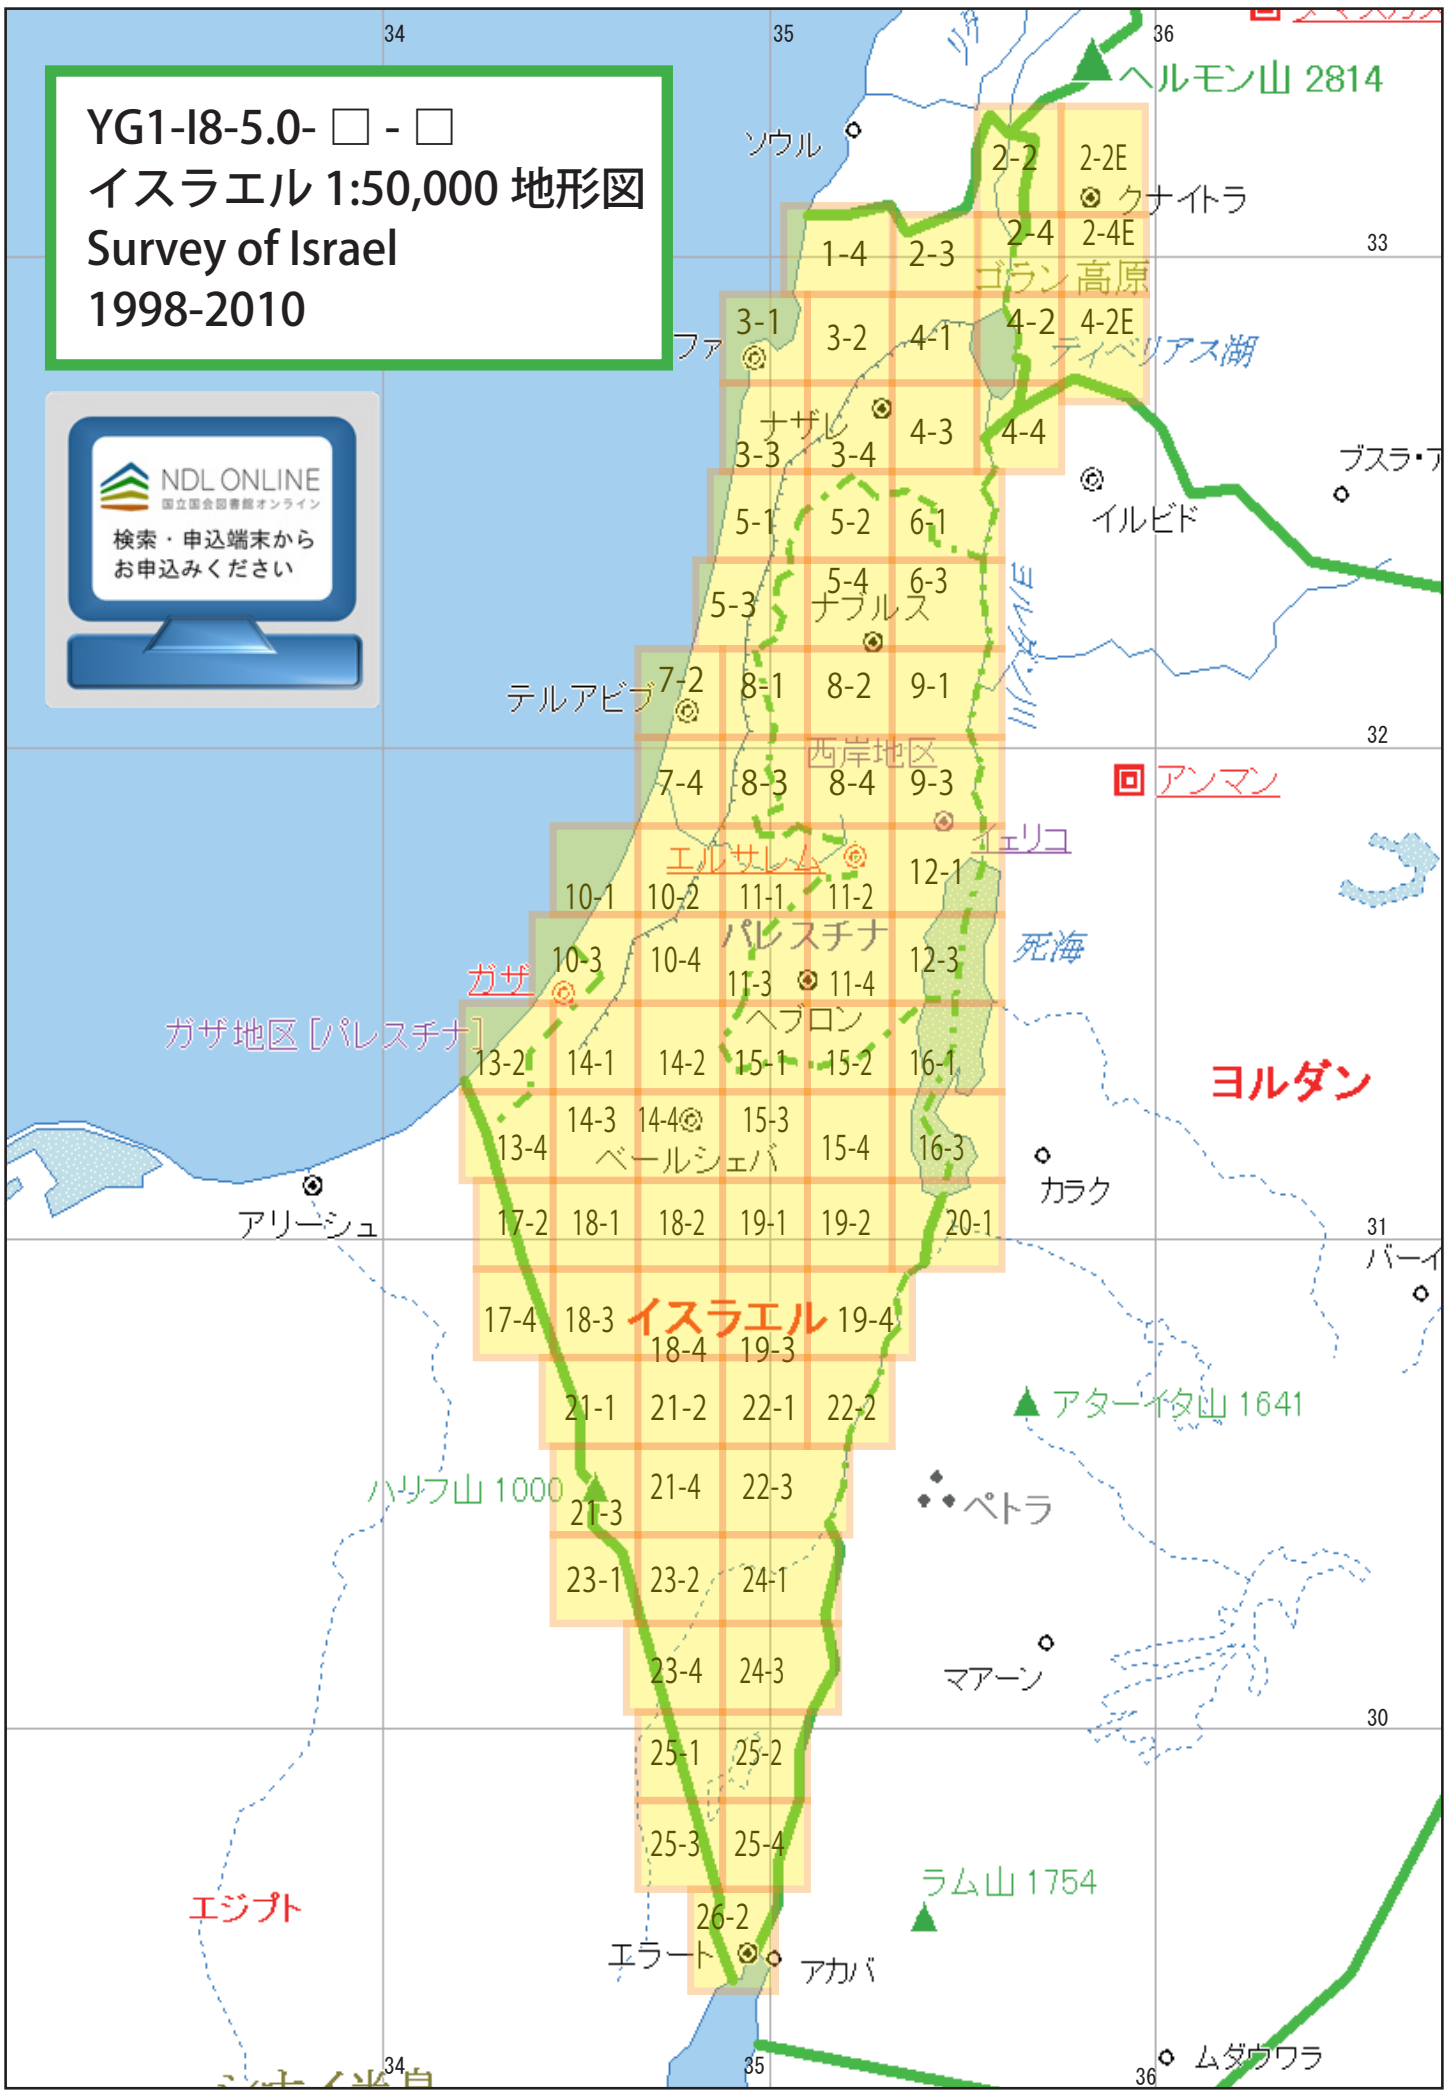 34
35
36
ヘルモン山 2814
YG1-I8-5.0- □ - □
イスラエル 1:50,000 地形図
Survey of Israel
1998-2010
ソウル
2-2
2-2E
クナイトラ
1-4
2-3
2-4
2-4E
33
ゴラン高原
3-1
3-2
4-1
4-2
4-2E
ファ
ティベリアス湖
NDL ONLINE
国立国会図書館オンライン
検索・申込端末から
お申込みください
ナザレ
3-3
3-4
4-3
4-4
ブスラ・ア
イルビド
5-1
5-2
6-1
5-3
5-4
6-3
ナブルス
テルアビブ
7-2
8-1
8-2
9-1
32
西岸地区
7-4
8-3
8-4
9-3
アンマン
イェリコ
エルサレム
10-1
10-2
11-1
11-2
12-1
パレスチナ
死海
ガザ
10-3
10-4
11-3
11-4
12-3
ヘブロン
ガザ地区 [パレスチナ]
13-2
14-1
14-2
15-1
15-2
16-1
ヨルダン
13-4
14-3
14-4
15-3
15-4
16-3
ベールシェバ
カラク
アリーシュ
17-2
18-1
18-2
19-1
19-2
20-1
31
バーイ
17-4
18-3
イスラエル
19-4
18-4
19-3
21-1
21-2
22-1
22-2
アターイタ山 1641
ハリフ山 1000
21-3
21-4
22-3
ペトラ
23-1
23-2
24-1
23-4
24-3
マアーン
30
25-1
25-2
25-3
25-4
ラム山 1754
エジプト
26-2
エラート
アカバ
34
35
36
ムダウワラ